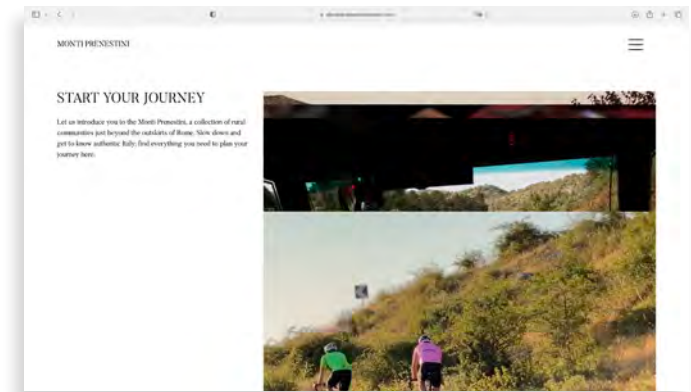 MONTI PRENESTINI
START YOUR JOURNEY
Let us introduce you to the Monti Prenestini, a collection of rural
communities just beyond the outskirts of Rome. Slow down and
get to know authentic Italy; find everything you need to plan your
journey here.